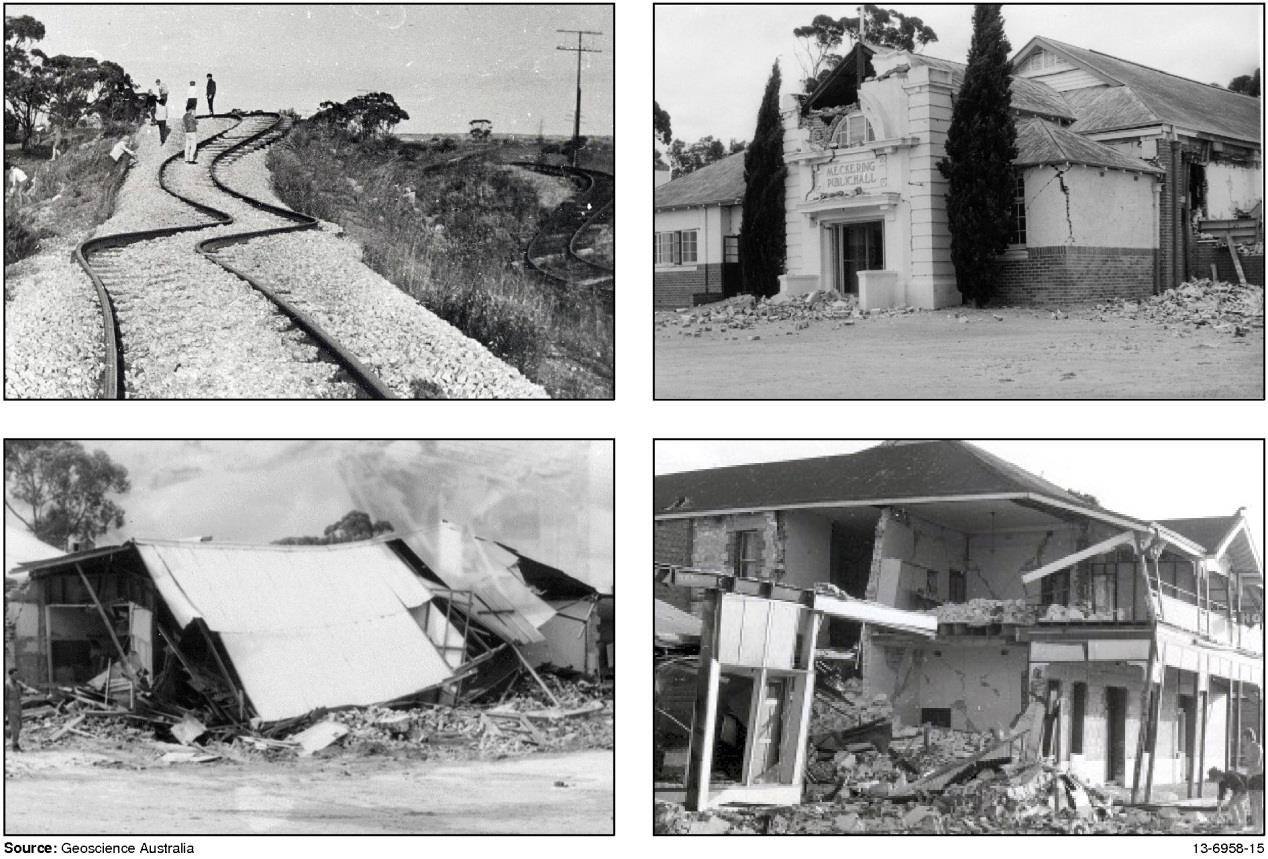 MECKERING
PUBLIC HALL
Source: Geoscience Australia
13-6958-15